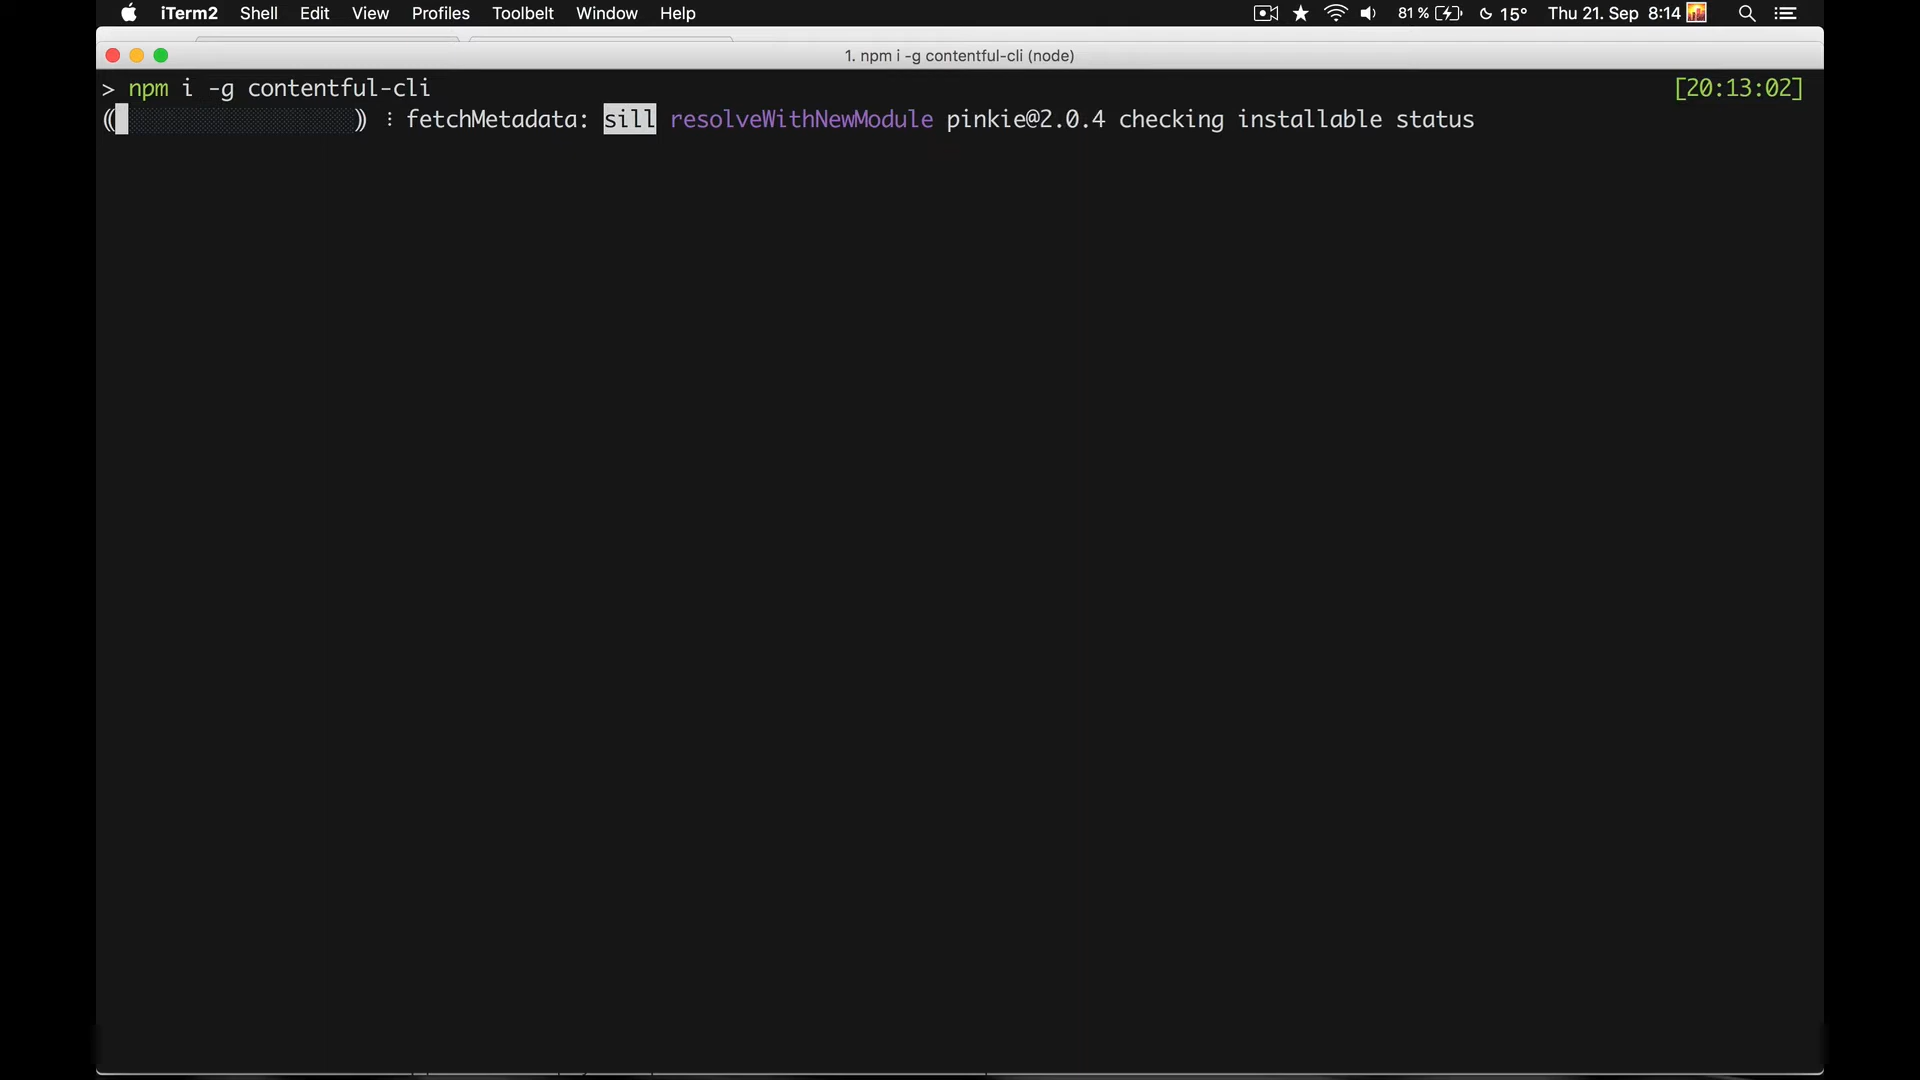 iTerm2 Shell Edit View Profiles Toolbelt Window Help 81% 15° Thu 21. Sep 8:14
1. npm i -g contentful-cli (node)
> npm i -g contentful-cli [20:13:02]
(( )) ⸽ fetchMetadata: sill resolveWithNewModule pinkie@2.0.4 checking installable status